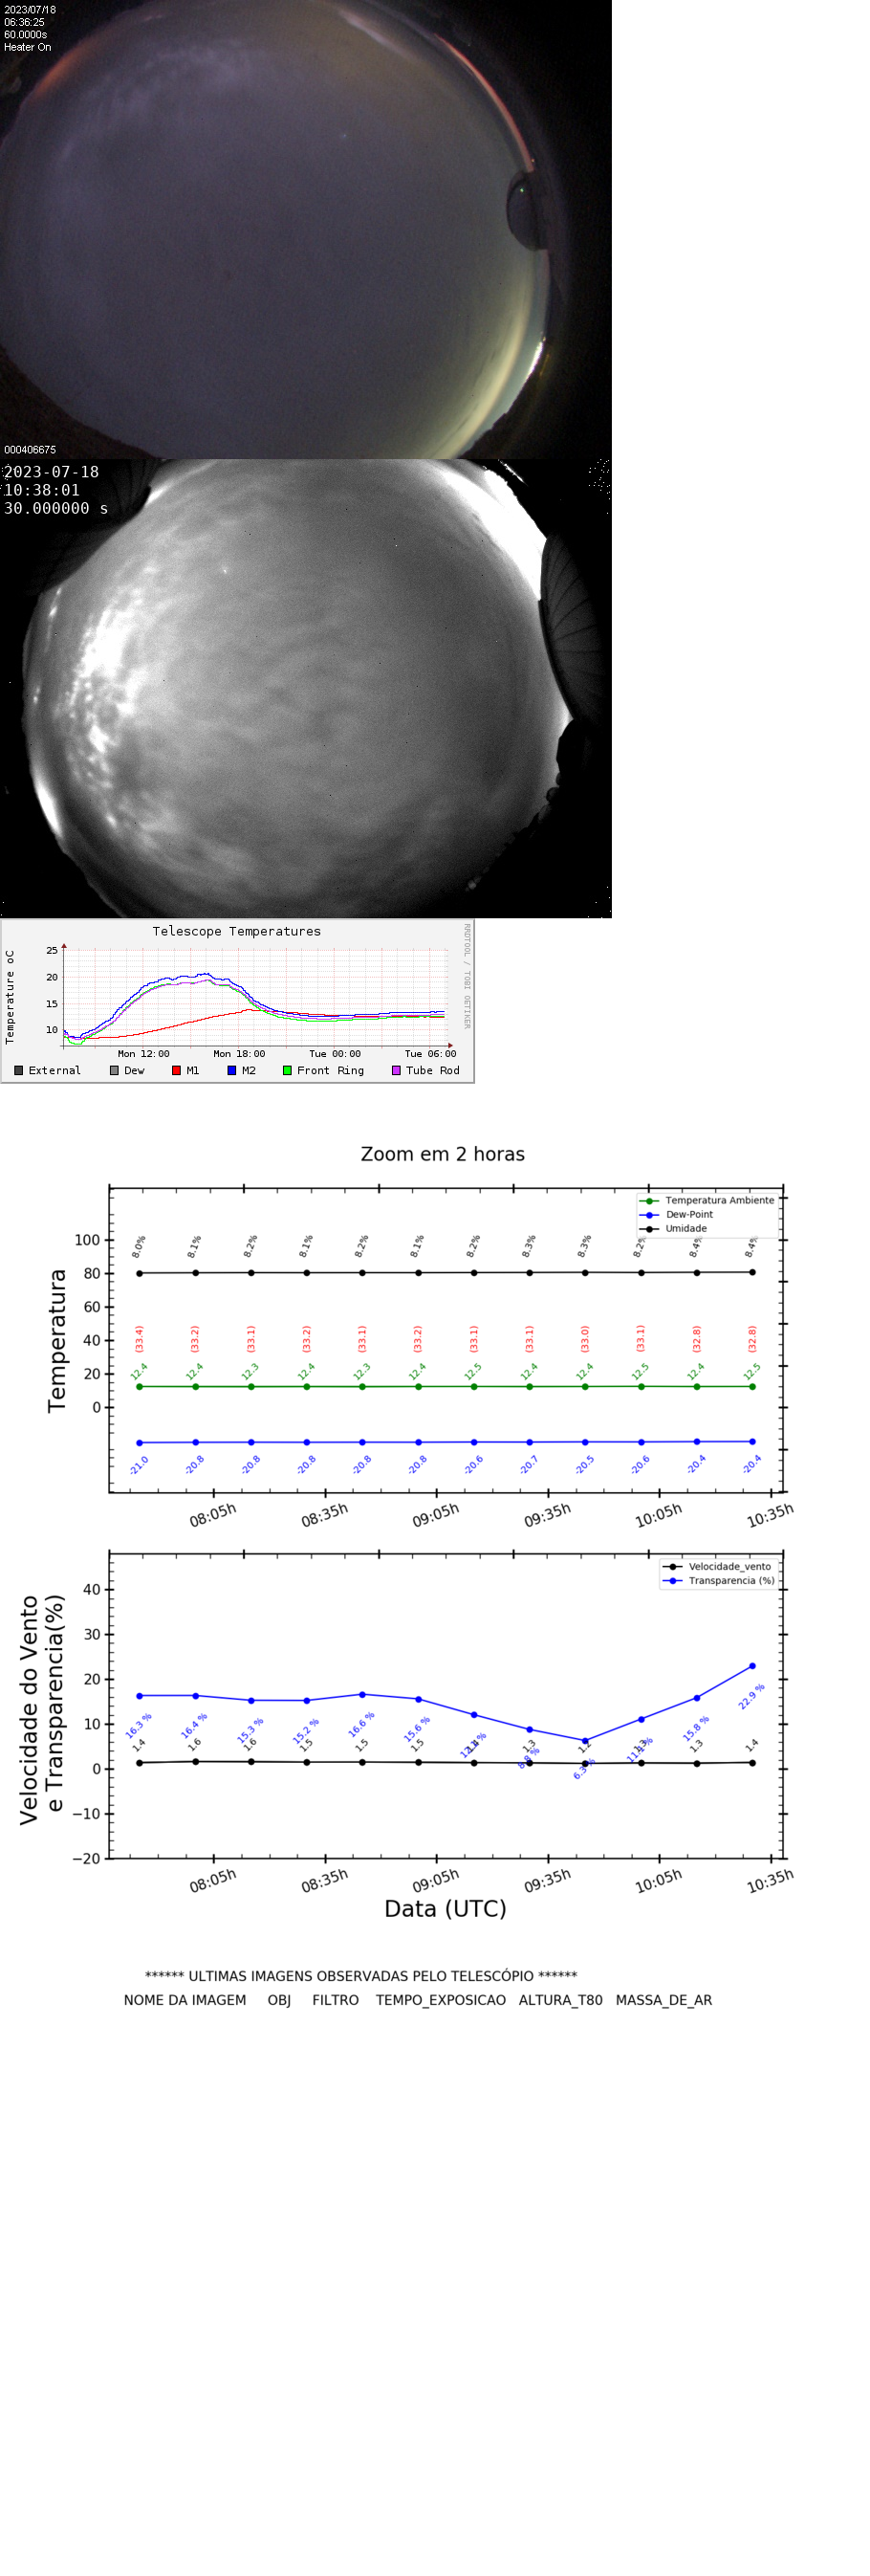 2023/07/18
06:36:25
60.0000s
Heater On
000406675
2023-07-18
10:38:01
30.000000 s
Telescope Temperatures
RRDTOOL / TOBI OETIKER
Temperature oC
25
20
15
10
Mon 12:00 Mon 18:00 Tue 00:00 Tue 06:00
External Dew M1 M2 Front Ring Tube Rod
Zoom em 2 horas
Temperatura Ambiente
Dew-Point
Umidade
Temperatura
100
80
60
40
20
0
8.0% 8.1% 8.2% 8.1% 8.2% 8.1% 8.2% 8.3% 8.3% 8.2% 8.4% 8.4%
(33.4) (33.2) (33.1) (33.2) (33.1) (33.2) (33.1) (33.1) (33.0) (33.1) (32.8) (32.8)
12.4 12.4 12.3 12.4 12.3 12.4 12.5 12.4 12.4 12.5 12.4 12.5
-21.0 -20.8 -20.8 -20.8 -20.8 -20.8 -20.6 -20.7 -20.5 -20.6 -20.4 -20.4
08:05h 08:35h 09:05h 09:35h 10:05h 10:35h
Velocidade_vento
Transparencia (%)
Velocidade do Vento
e Transparencia(%)
40
30
20
10
0
−10
−20
16.3 % 16.4 % 15.3 % 15.2 % 16.6 % 15.6 % 6.3 % 15.8 % 22.9 %
1.4 1.6 1.6 1.5 1.5 1.5 1.3 1.2 1.3 1.3 1.4
08:05h 08:35h 09:05h 09:35h 10:05h 10:35h
Data (UTC)
****** ULTIMAS IMAGENS OBSERVADAS PELO TELESCÓPIO ******
NOME DA IMAGEM OBJ FILTRO TEMPO_EXPOSICAO ALTURA_T80 MASSA_DE_AR